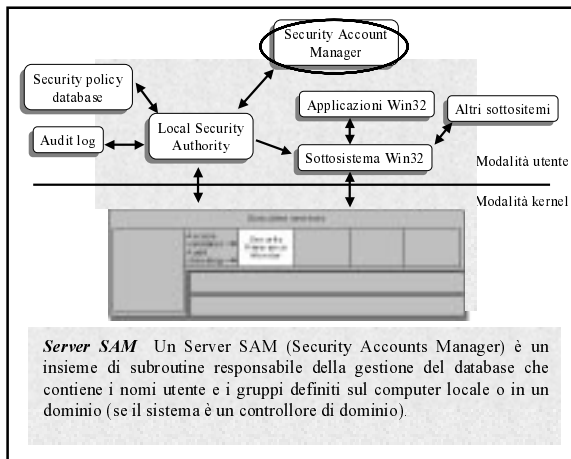 Security Account
Manager
Security policy
database
Applicazioni Win32
Altri sottositemi
Local Security
Authority
Audit log
Sottosistema Win32
Modalità utente
Modalità kernel
Security
Server SAM Un Server SAM (Security Accounts Manager) è un
insieme di subroutine responsabile della gestione del database che
contiene i nomi utente e i gruppi definiti sul computer locale o in un
dominio (se il sistema è un controllore di dominio).